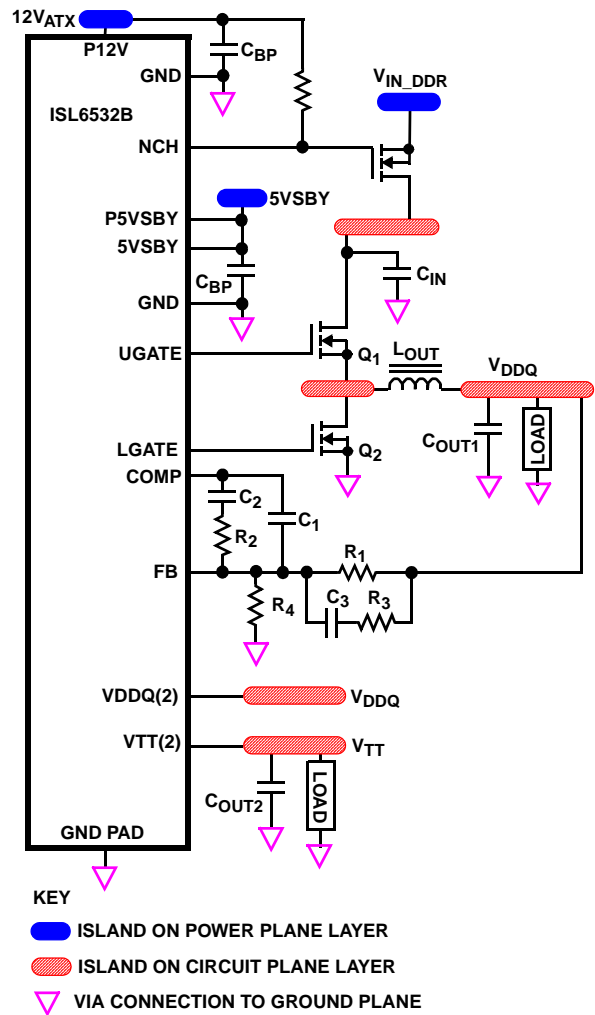 12VATX
P12V
CBP
GND
VIN_DDR
ISL6532B
NCH
5VSBY
P5VSBY
5VSBY
CBP
CIN
GND
UGATE
Q1
LOUT
VDDQ
LGATE
Q2
COUT1
LOAD
COMP
C2
C1
R2
R1
FB
C3
R3
R4
VDDQ(2)
VDDQ
VTT(2)
VTT
COUT2
LOAD
GND PAD
KEY
ISLAND ON POWER PLANE LAYER
ISLAND ON CIRCUIT PLANE LAYER
VIA CONNECTION TO GROUND PLANE